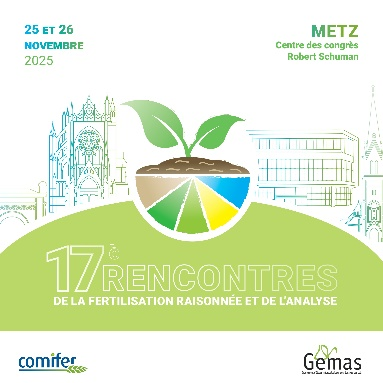 25 ET 26
NOVEMBRE
2025
METZ
Centre des congrès
Robert Schuman
17e RENCONTRES
DE LA FERTILISATION RAISONNÉE ET DE L'ANALYSE
comifer
Gemas